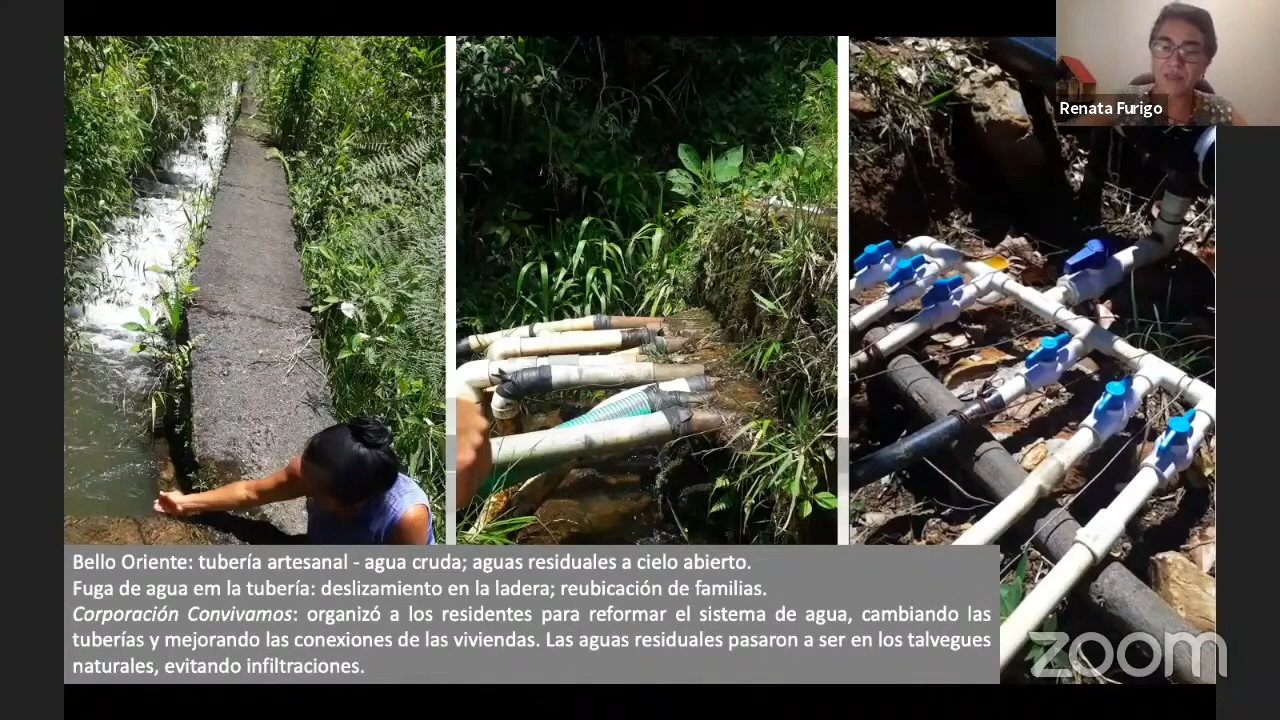 Renata Furigo
Bello Oriente: tubería artesanal - agua cruda; aguas residuales a cielo abierto.
Fuga de agua em la tubería: deslizamiento en la ladera; reubicación de familias.
Corporación Convivamos: organizó a los residentes para reformar el sistema de agua, cambiando las
tuberías y mejorando las conexiones de las viviendas. Las aguas residuales pasaron a ser en los talvegues
naturales, evitando infiltraciones.
zoom